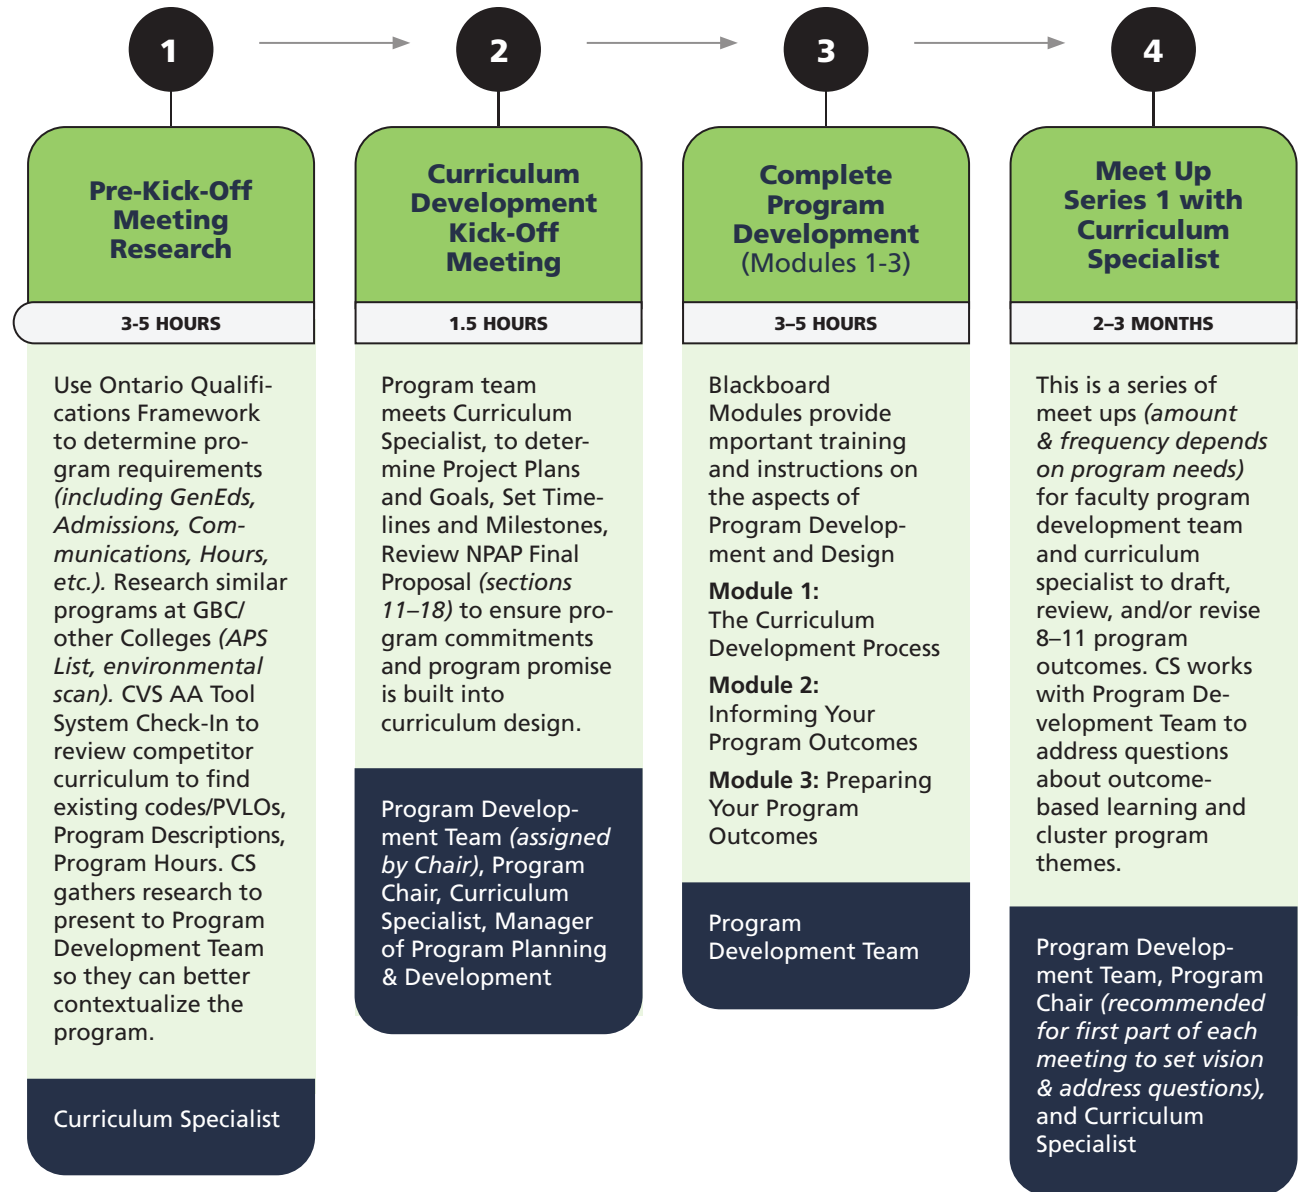 1
2
3
4
Pre-Kick-Off
Meeting
Research
3-5 HOURS
Use Ontario Qualifi-
cations Framework
to determine pro-
gram requirements
(including GenEds,
Admissions, Com-
munications, Hours,
etc.). Research similar
programs at GBC/
other Colleges (APS
List, environmental
scan). CVS AA Tool
System Check-In to
review competitor
curriculum to find
existing codes/PVLOs,
Program Descriptions,
Program Hours. CS
gathers research to
present to Program
Development Team
so they can better
contextualize the
program.
Curriculum Specialist
Curriculum
Development
Kick-Off
Meeting
1.5 HOURS
Program team
meets Curriculum
Specialist, to deter-
mine Project Plans
and Goals, Set Time-
lines and Milestones,
Review NPAP Final
Proposal (sections
11–18) to ensure pro-
gram commitments
and program promise
is built into
curriculum design.
Program Develop-
ment Team (assigned
by Chair), Program
Chair, Curriculum
Specialist, Manager
of Program Planning
& Development
Complete
Program
Development
(Modules 1-3)
3–5 HOURS
Blackboard
Modules provide
mportant training
and instructions on
the aspects of
Program Develop-
ment and Design
Module 1:
The Curriculum
Development Process
Module 2:
Informing Your
Program Outcomes
Module 3: Preparing
Your Program
Outcomes
Program
Development Team
Meet Up
Series 1 with
Curriculum
Specialist
2–3 MONTHS
This is a series of
meet ups (amount
& frequency depends
on program needs)
for faculty program
development team
and curriculum
specialist to draft,
review, and/or revise
8–11 program
outcomes. CS works
with Program De-
velopment Team to
address questions
about outcome-
based learning and
cluster program
themes.
Program Develop-
ment Team, Program
Chair (recommended
for first part of each
meeting to set vision
& address questions),
and Curriculum
Specialist